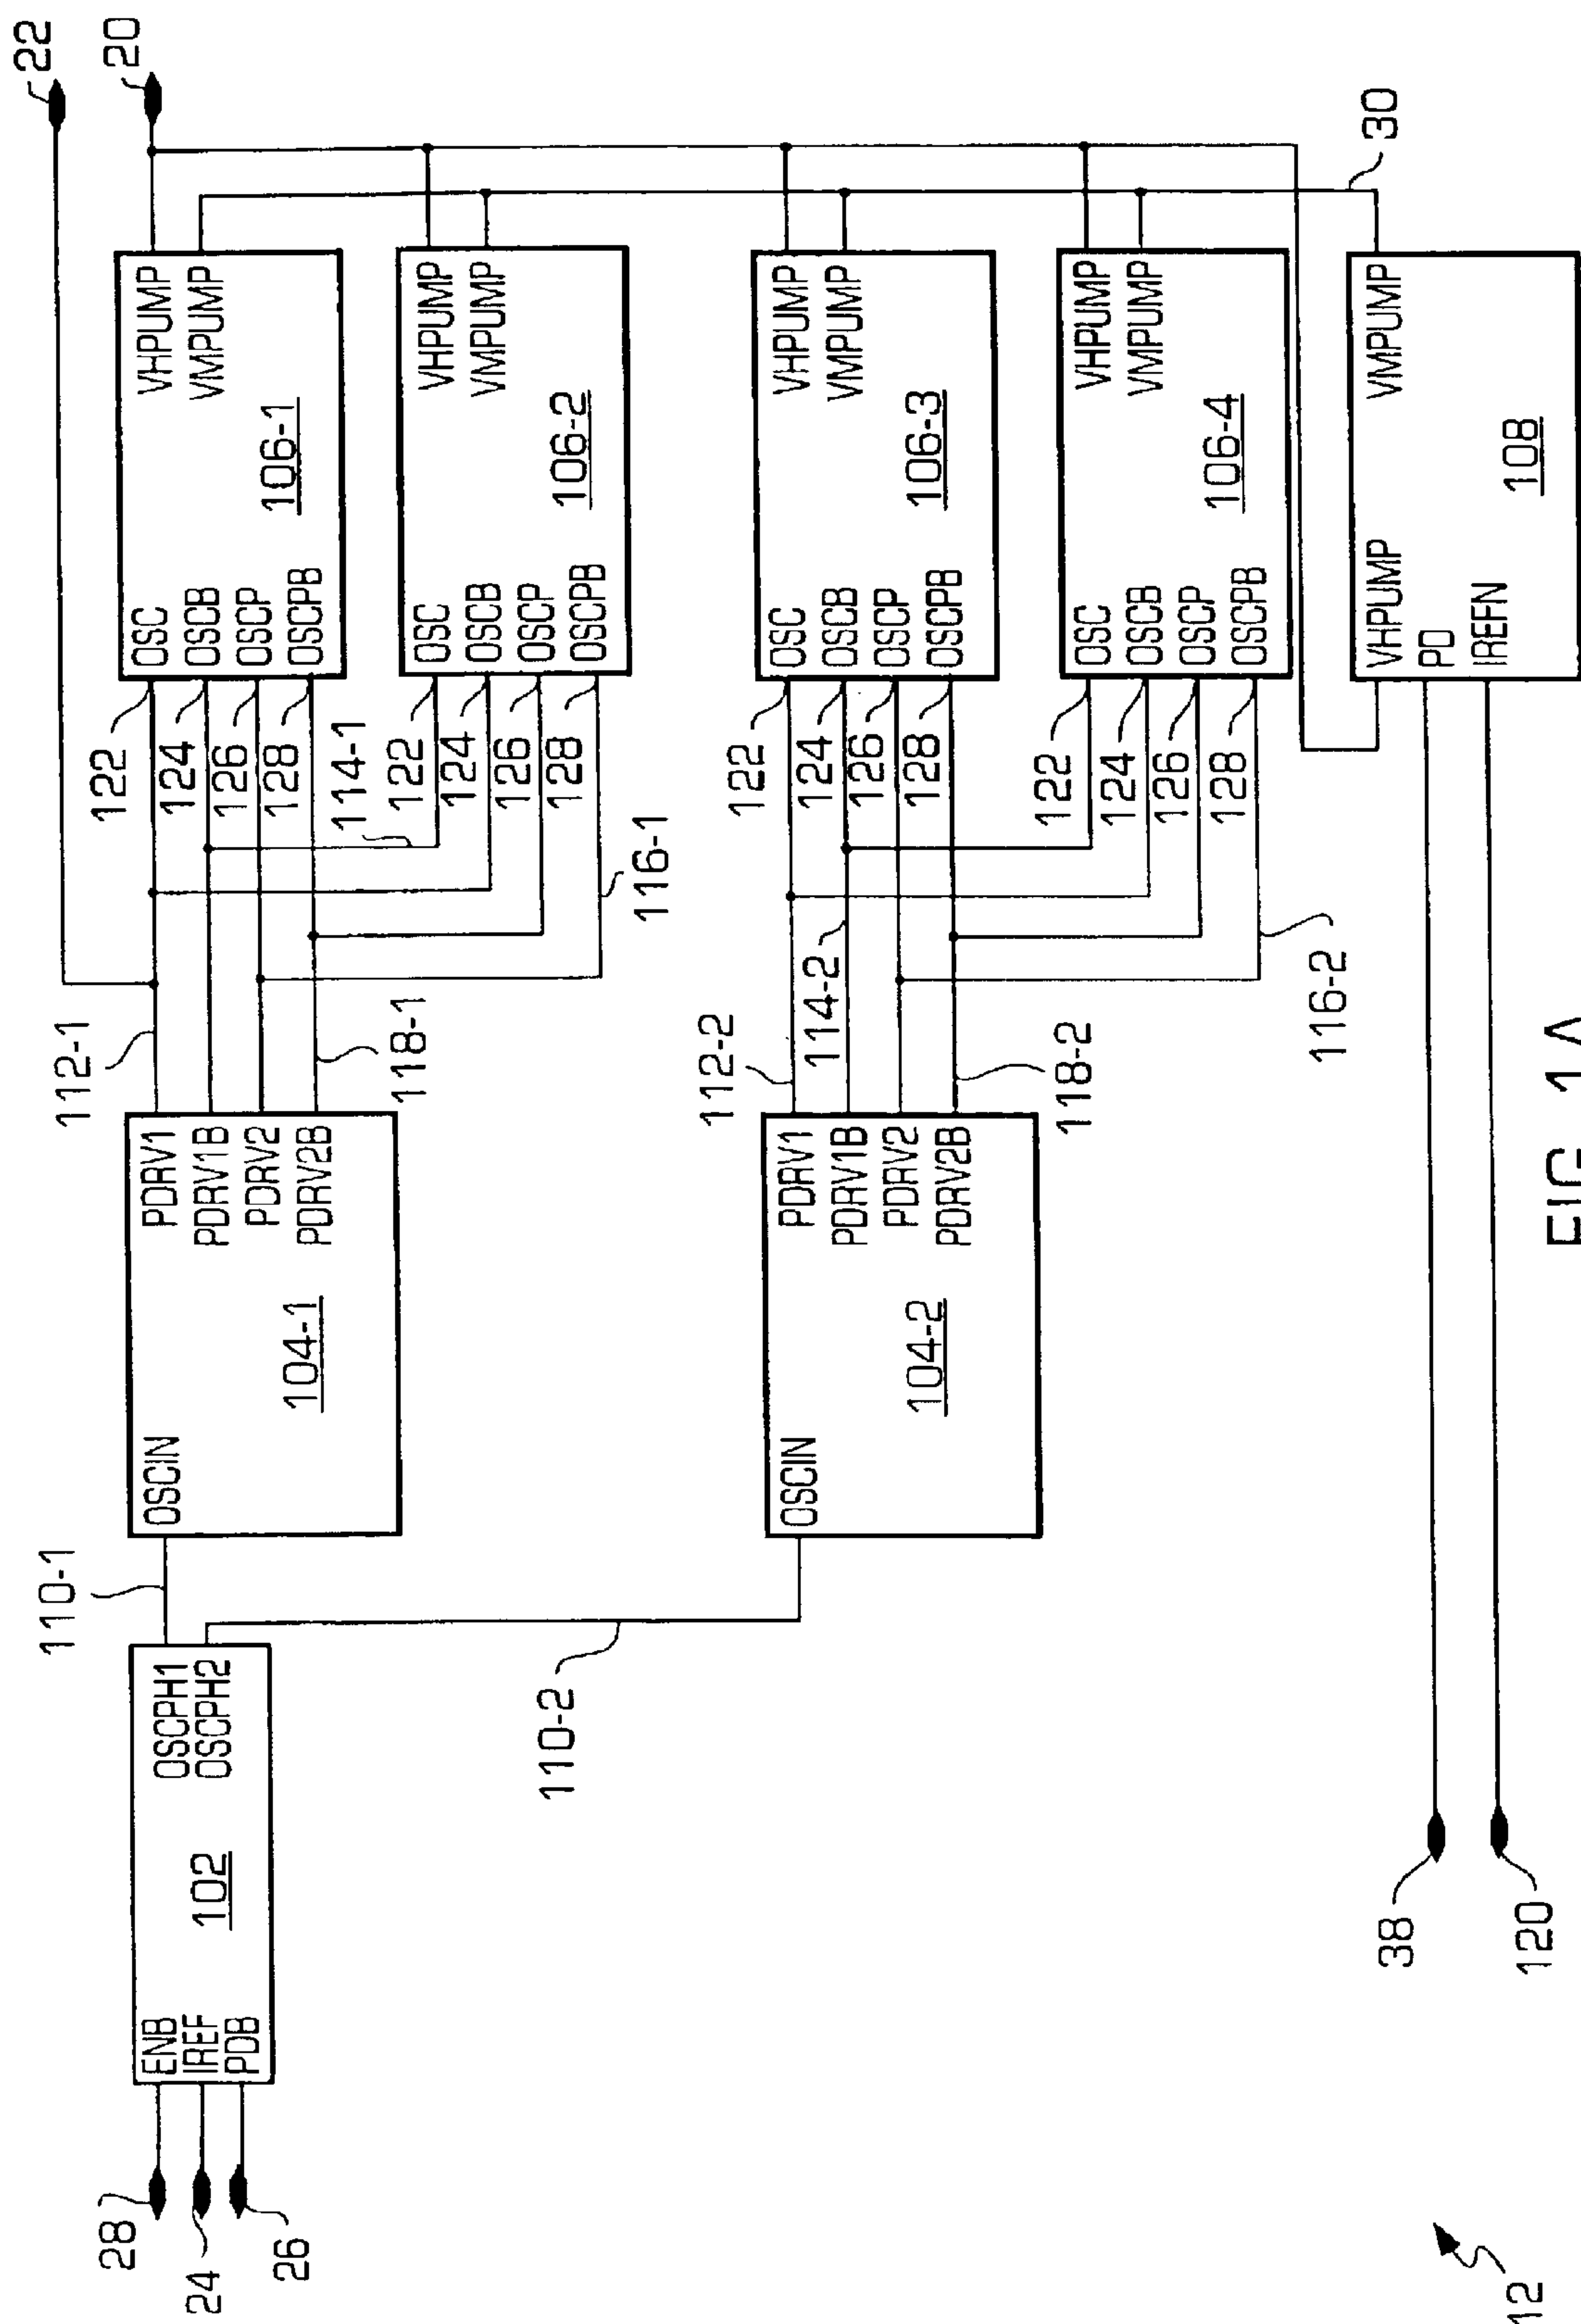 22
20
30
VHPUMP
VMPUMP
106-1
OSC
OSCB
OSCP
OSCPB
VHPUMP
VMPUMP
106-2
OSC
OSCB
OSCP
OSCPB
VHPUMP
VMPUMP
106-3
OSC
OSCB
OSCP
OSCPB
VHPUMP
VMPUMP
106-4
OSC
OSCB
OSCP
OSCPB
VMPUMP
108
VHPUMP
PD
IREFN
122
124
126
128
114-1
122
124
126
128
116-1
122
124
126
128
122
124
126
128
112-1
118-1
112-2
114-2
118-2
116-2
PDRV1
PDRV1B
PDRV2
PDRV2B
104-1
OSCIN
PDRV1
PDRV1B
PDRV2
PDRV2B
104-2
OSCIN
110-1
110-2
OSCPH1
OSCPH2
102
ENB
IREF
PDB
28
24
26
38
120
12
FIG. 1A